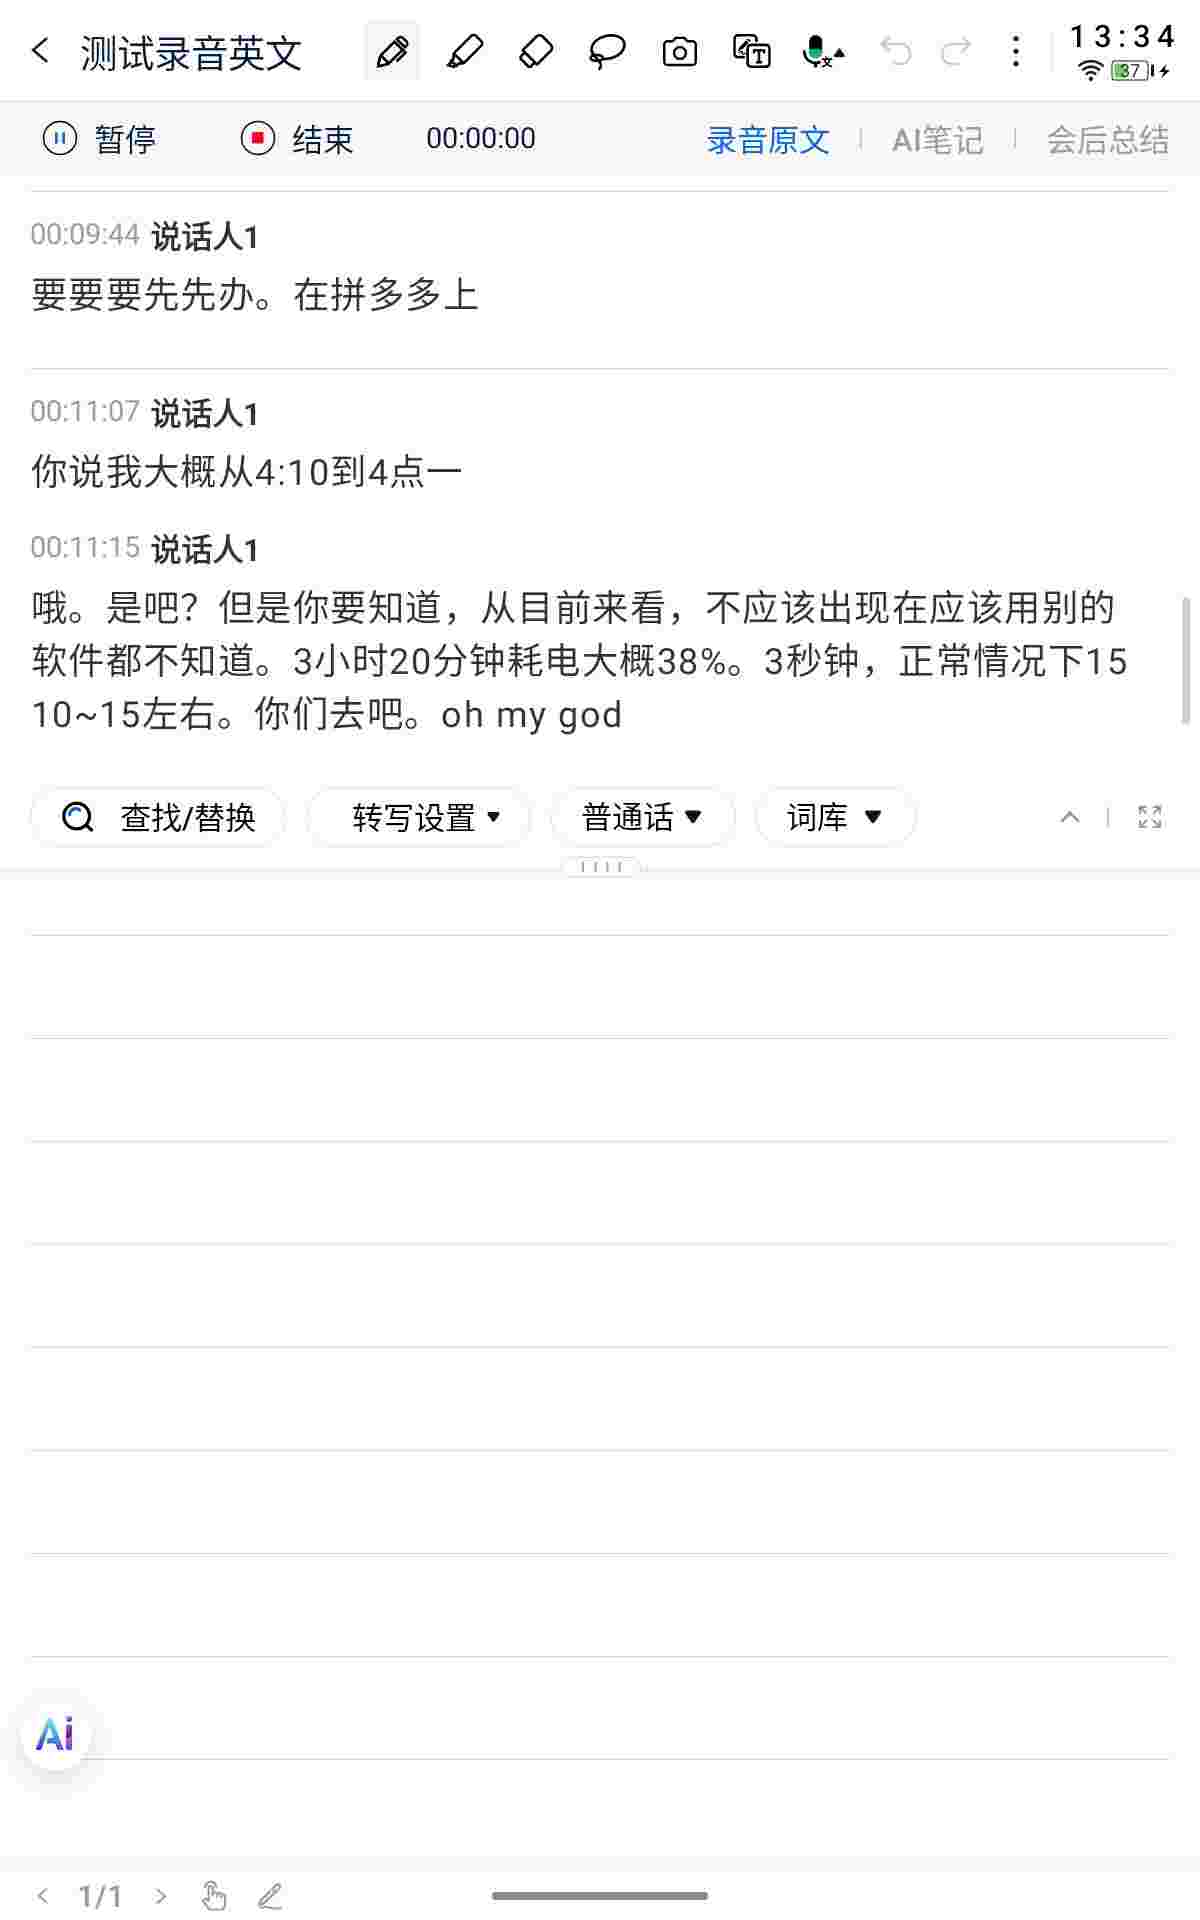 测试录音英文
13:34
37
暂停 结束 00:00:00 录音原文 AI笔记 会后总结
00:09:44 说话人1
要要要先先办。在拼多多上
00:11:07 说话人1
你说我大概从4:10到4点一
00:11:15 说话人1
哦。是吧？但是你要知道，从目前来看，不应该出现在应该用别的
软件都不知道。3小时20分钟耗电大概38%。3秒钟，正常情况下15
10~15左右。你们去吧。oh my god
查找/替换 转写设置 普通话 词库
Ai
1/1